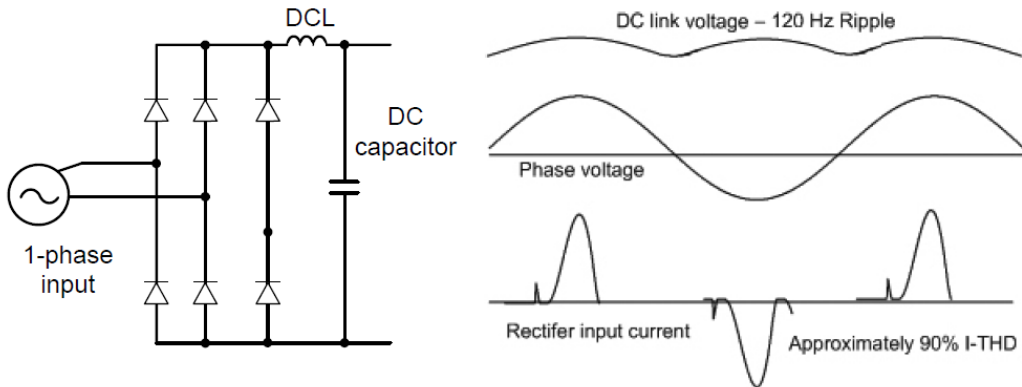 DCL
DC
capacitor
1-phase
input
DC link voltage – 120 Hz Ripple
Phase voltage
Rectifer input current
Approximately 90% I-THD